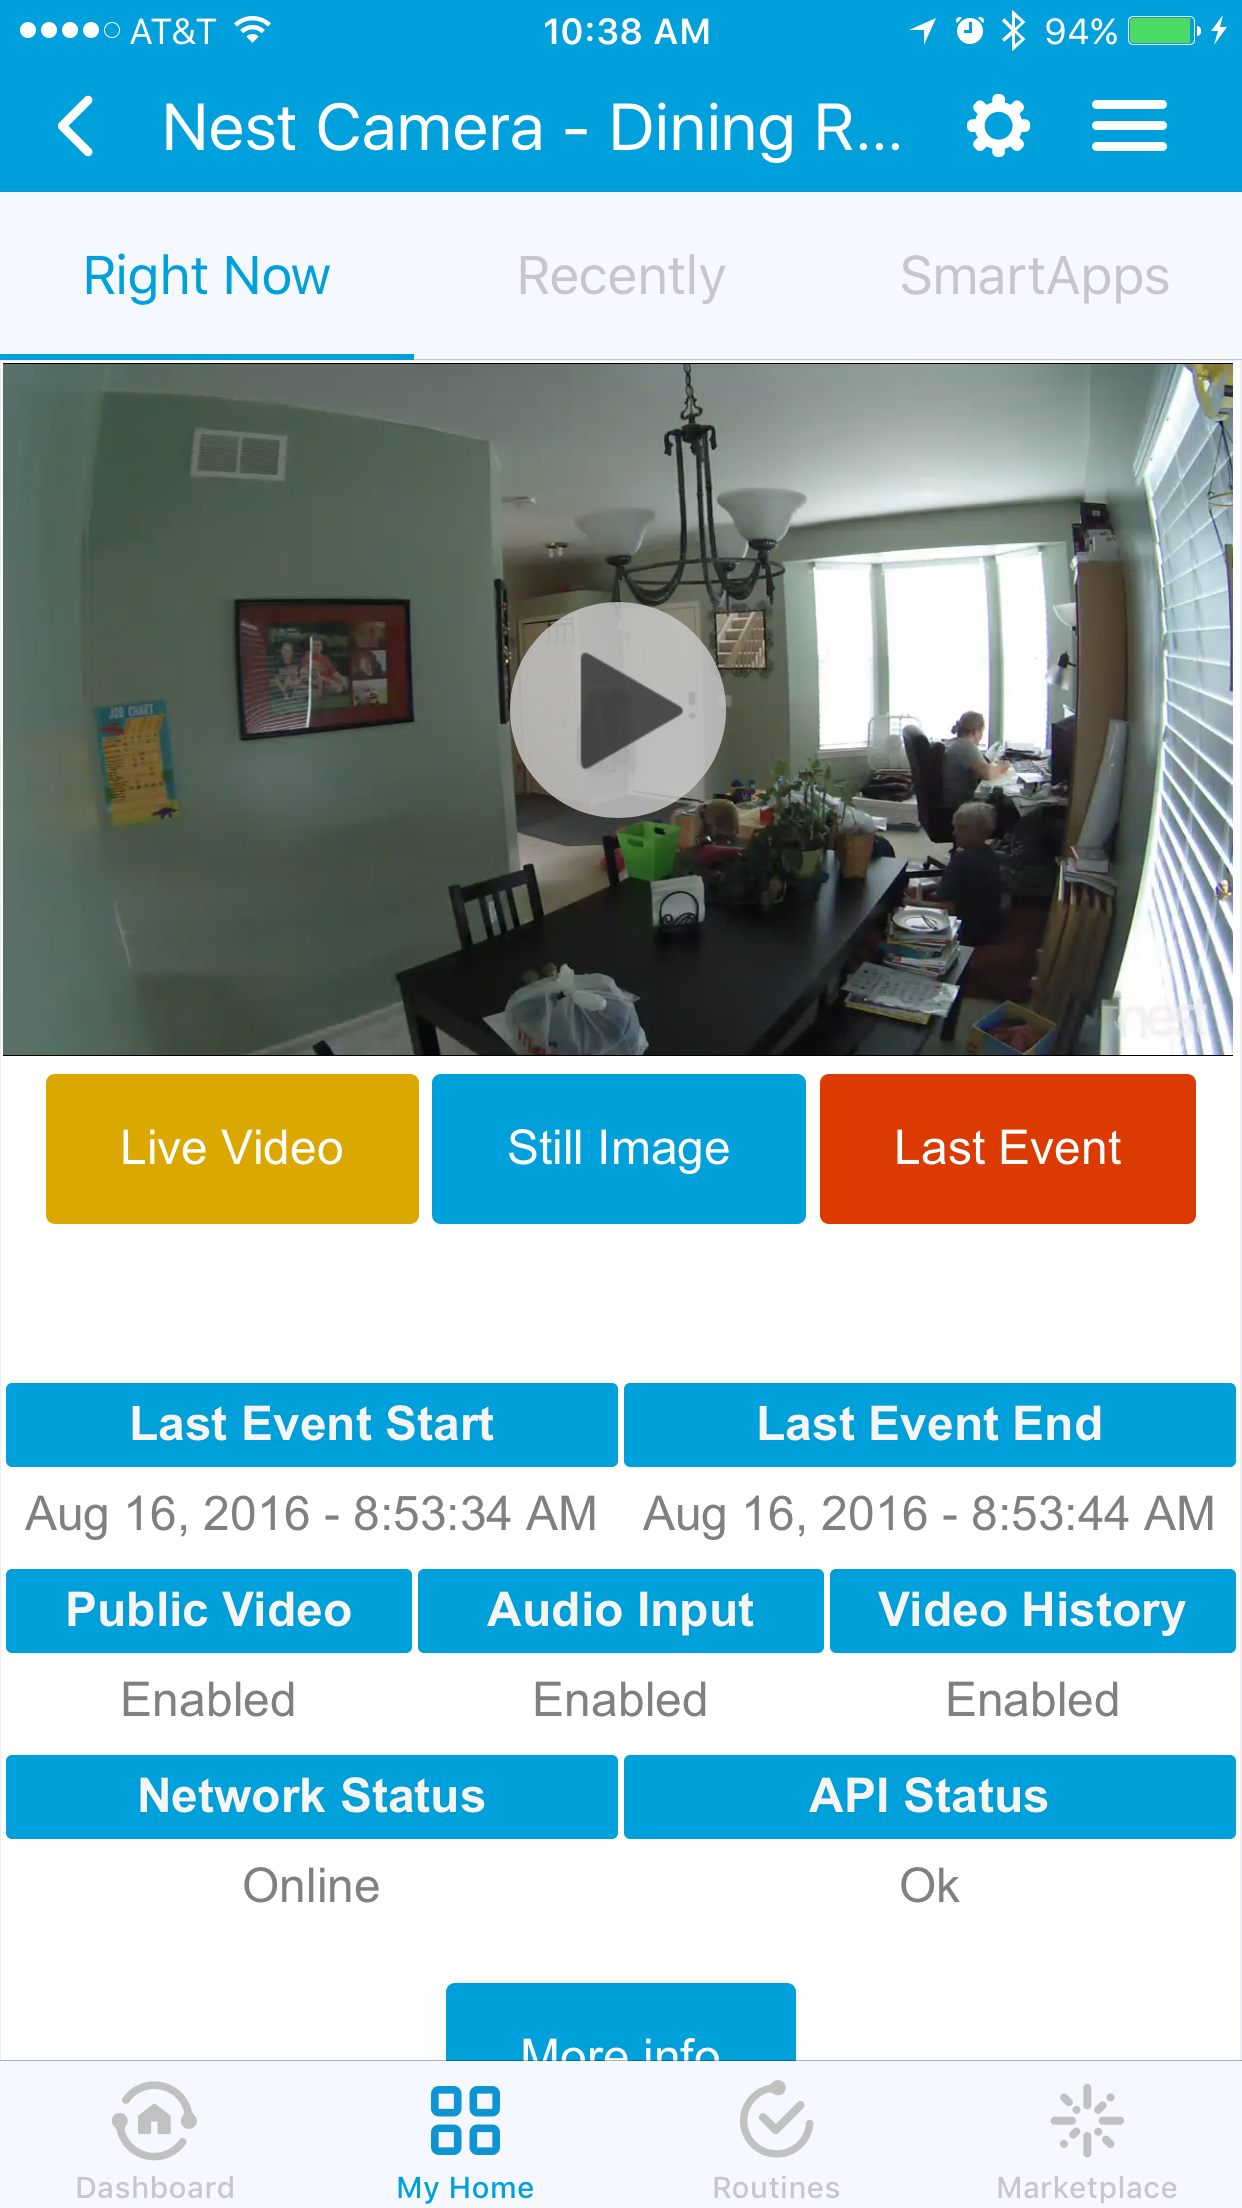 AT&T 10:38 AM 94%
Nest Camera - Dining R...
Right Now Recently SmartApps
JOB CHART
nest
Live Video Still Image Last Event
Last Event Start Last Event End
Aug 16, 2016 - 8:53:34 AM Aug 16, 2016 - 8:53:44 AM
Public Video Audio Input Video History
Enabled Enabled Enabled
Network Status API Status
Online Ok
More info
Dashboard My Home Routines Marketplace